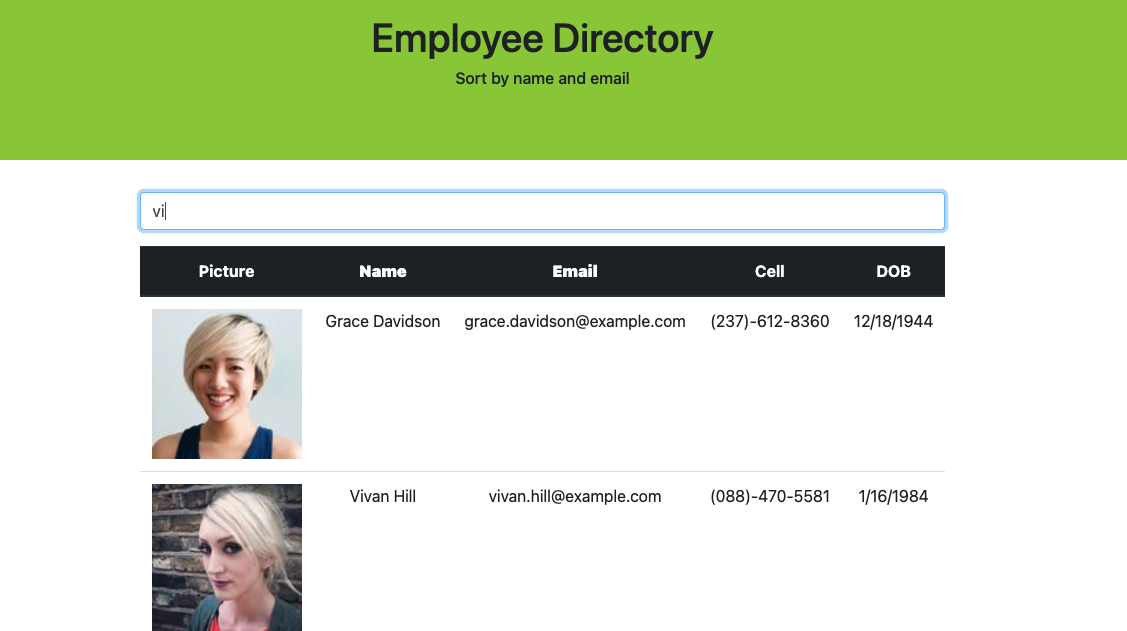 Employee Directory
Sort by name and email
vi
Picture Name Email Cell DOB
Grace Davidson grace.davidson@example.com (237)-612-8360 12/18/1944
Vivan Hill vivan.hill@example.com (088)-470-5581 1/16/1984